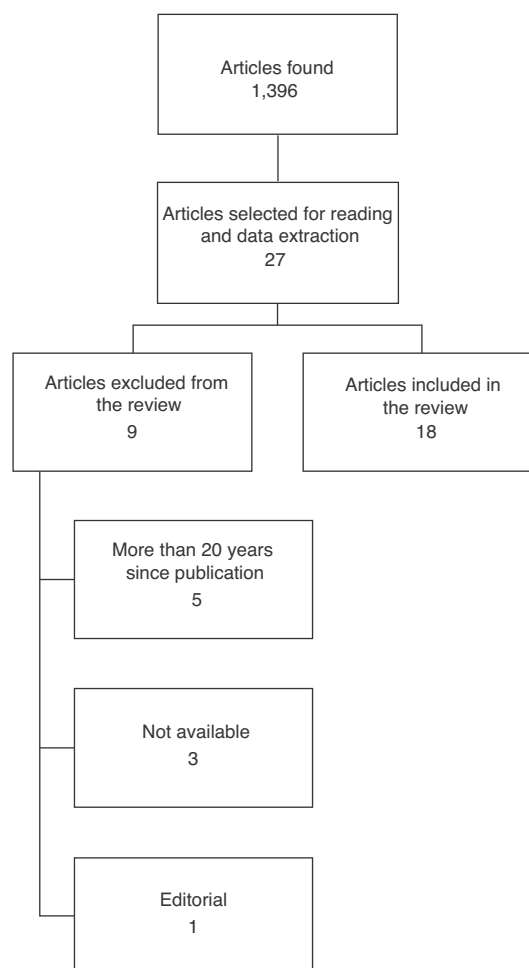 Articles found
1,396
Articles selected for reading
and data extraction
27
Articles excluded from
the review
9
Articles included in
the review
18
More than 20 years
since publication
5
Not available
3
Editorial
1